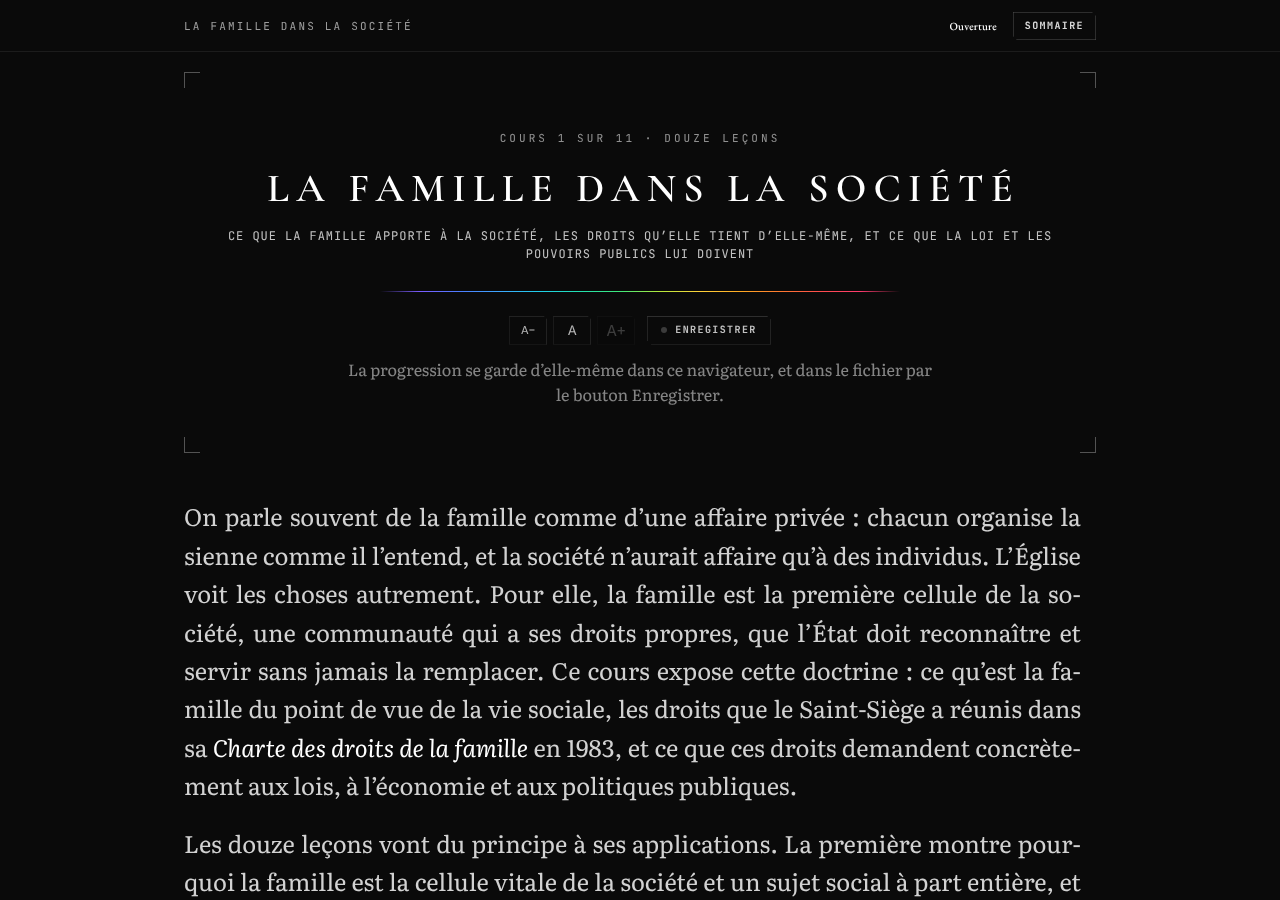 LA FAMILLE DANS LA SOCIÉTÉ
Ouverture
SOMMAIRE
COURS 1 SUR 11 · DOUZE LEÇONS
LA FAMILLE DANS LA SOCIÉTÉ
CE QUE LA FAMILLE APPORTE À LA SOCIÉTÉ, LES DROITS QU’ELLE TIENT D’ELLE-MÊME, ET CE QUE LA LOI ET LES
POUVOIRS PUBLICS LUI DOIVENT
A−
A
A+
ENREGISTRER
La progression se garde d’elle-même dans ce navigateur, et dans le fichier par
le bouton Enregistrer.
On parle souvent de la famille comme d’une affaire privée : chacun organise la
sienne comme il l’entend, et la société n’aurait affaire qu’à des individus. L’Église
voit les choses autrement. Pour elle, la famille est la première cellule de la so-
ciété, une communauté qui a ses droits propres, que l’État doit reconnaître et
servir sans jamais la remplacer. Ce cours expose cette doctrine : ce qu’est la fa-
mille du point de vue de la vie sociale, les droits que le Saint-Siège a réunis dans
sa Charte des droits de la famille en 1983, et ce que ces droits demandent concrète-
ment aux lois, à l’économie et aux politiques publiques.
Les douze leçons vont du principe à ses applications. La première montre pour-
quoi la famille est la cellule vitale de la société et un sujet social à part entière, et